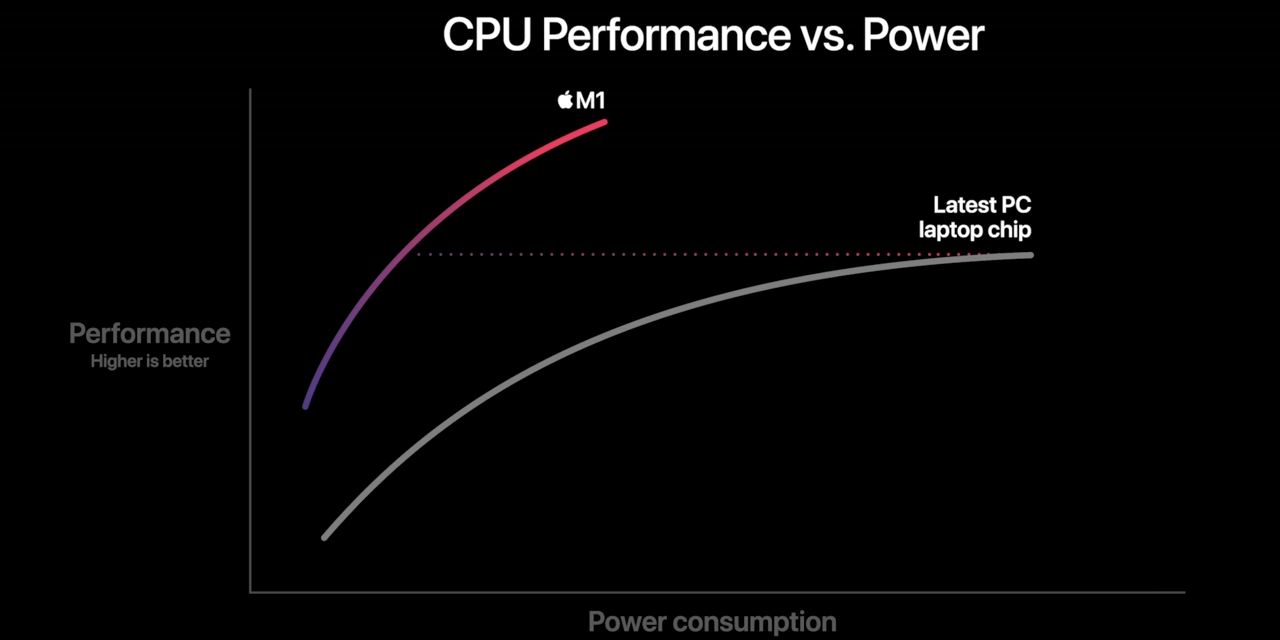 CPU Performance vs. Power
M1
Latest PC
laptop chip
Performance
Higher is better
Power consumption